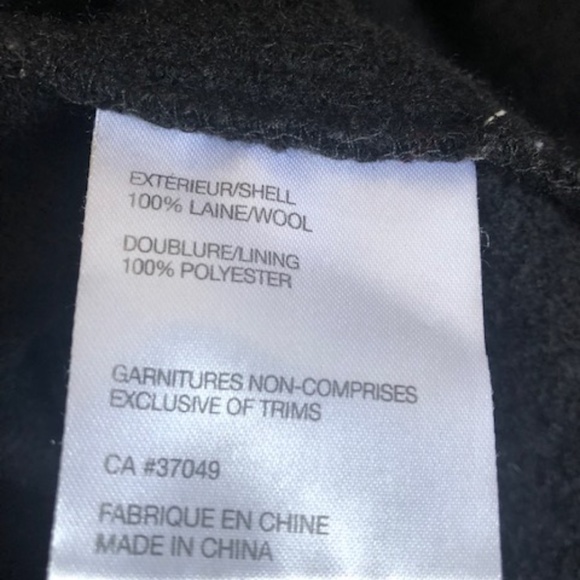 EXTÉRIEUR/SHELL
100% LAINE/WOOL
DOUBLURE/LINING
100% POLYESTER
GARNITURES NON-COMPRISES
EXCLUSIVE OF TRIMS
CA #37049
FABRIQUE EN CHINE
MADE IN CHINA